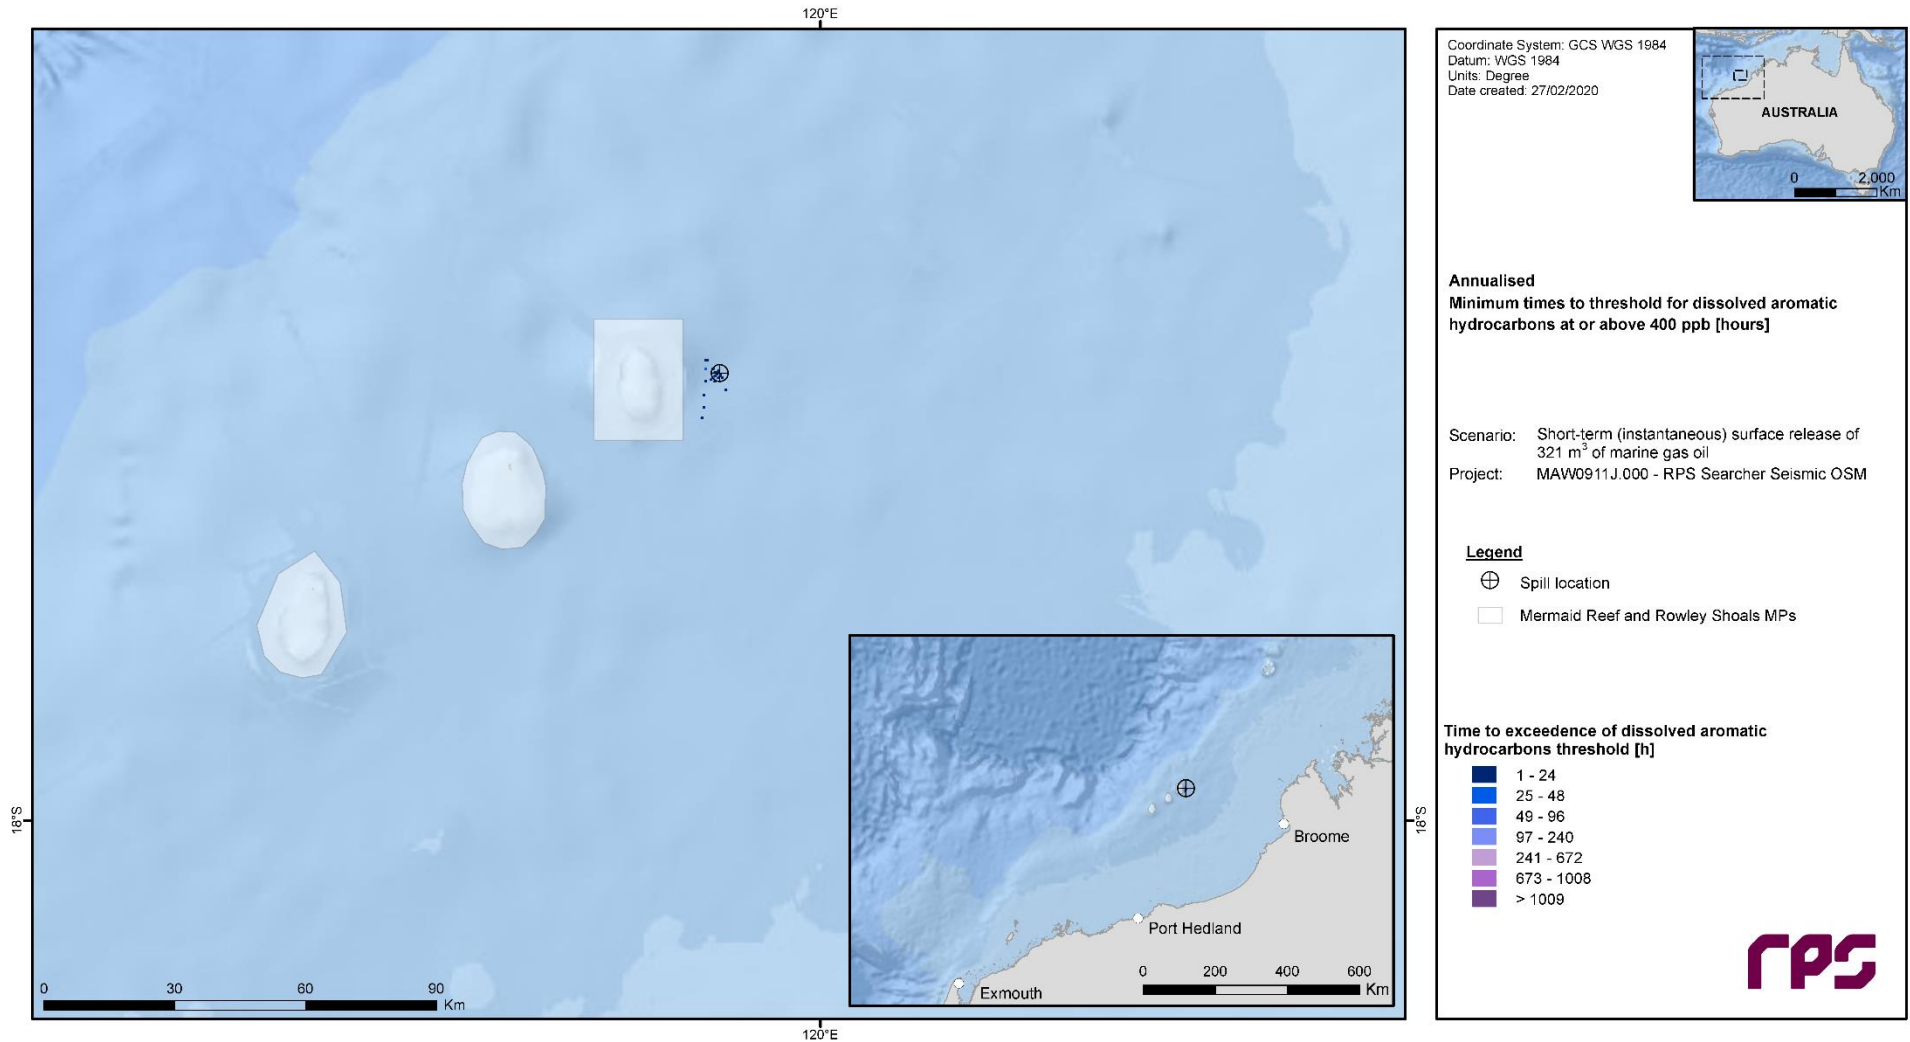 120°E
18°S
18°S
120°E
0 30 60 90
Km
Broome
Port Hedland
Exmouth
0 200 400 600
Km
Coordinate System: GCS WGS 1984
Datum: WGS 1984
Units: Degree
Date created: 27/02/2020
AUSTRALIA
0 2,000
Km
Annualised
Minimum times to threshold for dissolved aromatic
hydrocarbons at or above 400 ppb [hours]
Scenario: Short-term (instantaneous) surface release of
321 m³ of marine gas oil
Project: MAW0911J.000 - RPS Searcher Seismic OSM
Legend
Spill location
Mermaid Reef and Rowley Shoals MPs
Time to exceedence of dissolved aromatic
hydrocarbons threshold [h]
1 - 24
25 - 48
49 - 96
97 - 240
241 - 672
673 - 1008
> 1009
rps